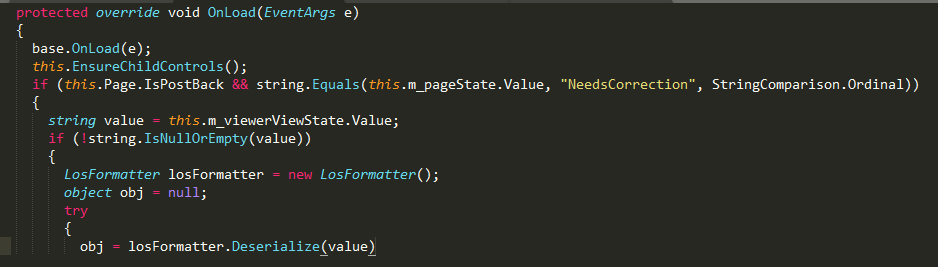 protected override void OnLoad(EventArgs e)
{
  base.OnLoad(e);
  this.EnsureChildControls();
  if (this.Page.IsPostBack && string.Equals(this.m_pageState.Value, "NeedsCorrection", StringComparison.Ordinal))
  {
    string value = this.m_viewerViewState.Value;
    if (!string.IsNullOrEmpty(value))
    {
      LosFormatter losFormatter = new LosFormatter();
      object obj = null;
      try
      {
        obj = losFormatter.Deserialize(value)